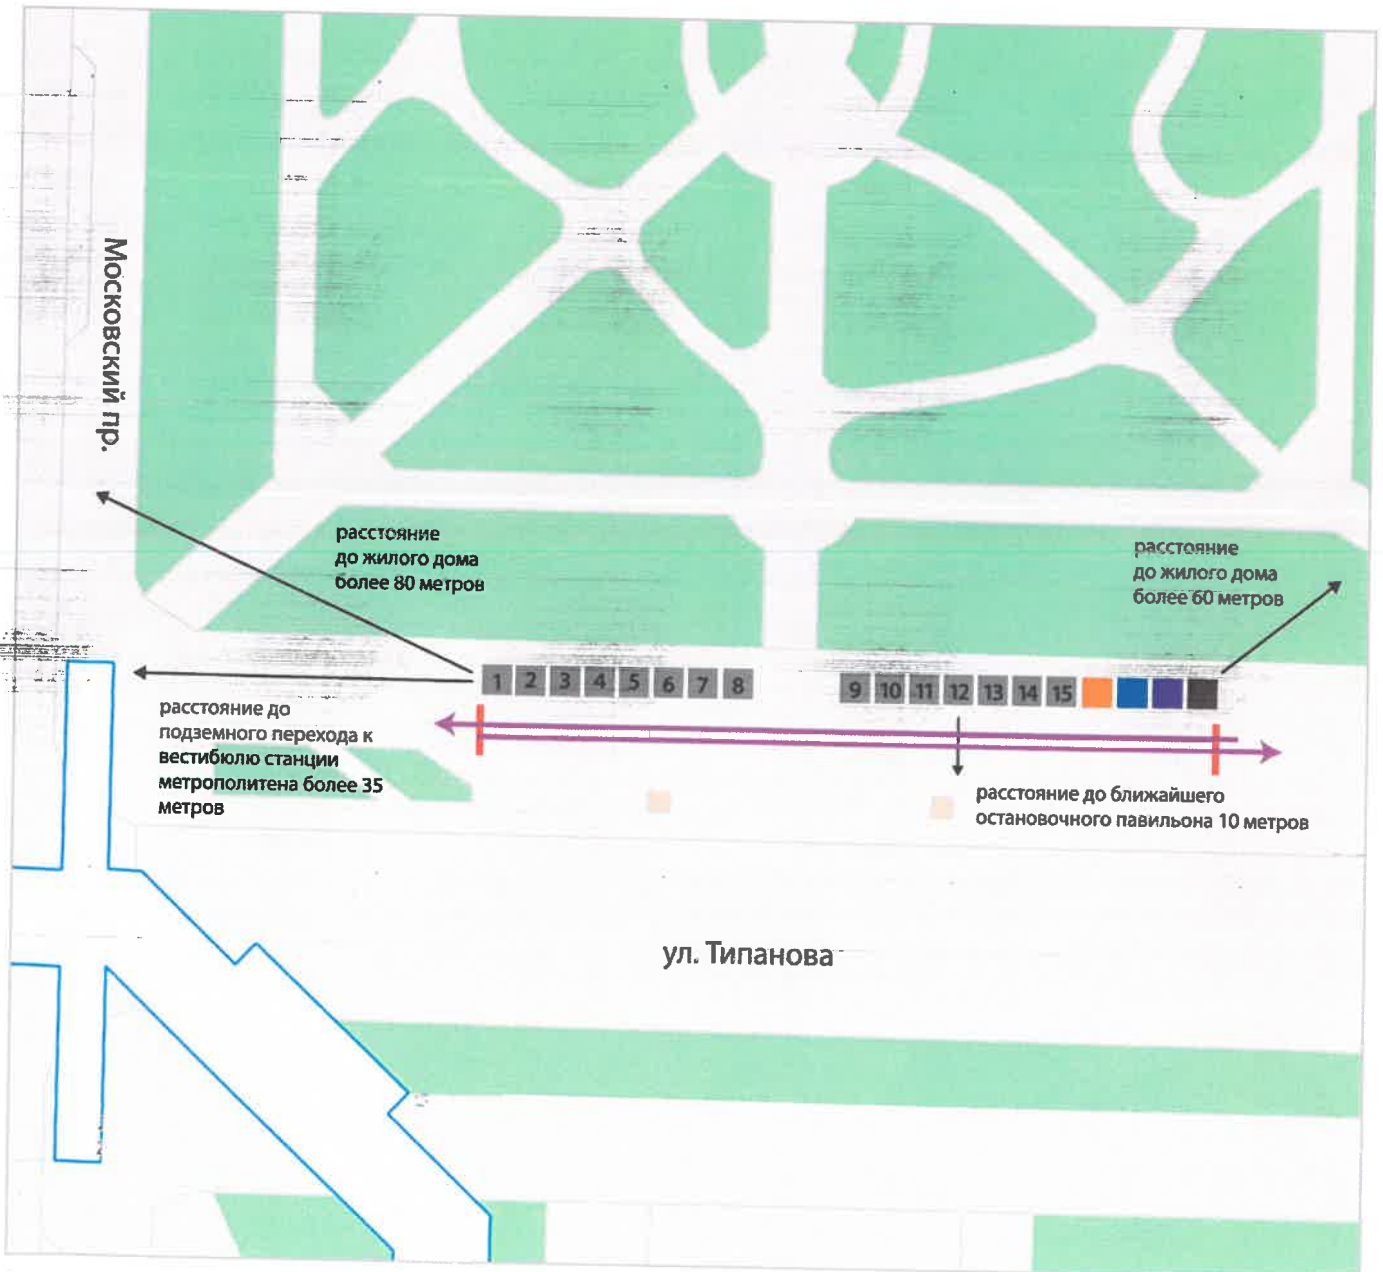 Московский пр.
расстояние
до жилого дома
более 80 метров
расстояние
до жилого дома
более 60 метров
1 2 3 4 5 6 7 8 9 10 11 12 13 14 15
расстояние до
подземного перехода к
вестибюлю станции
метрополитена более 35
метров
расстояние до ближайшего
остановочного павильона 10 метров
ул. Типанова